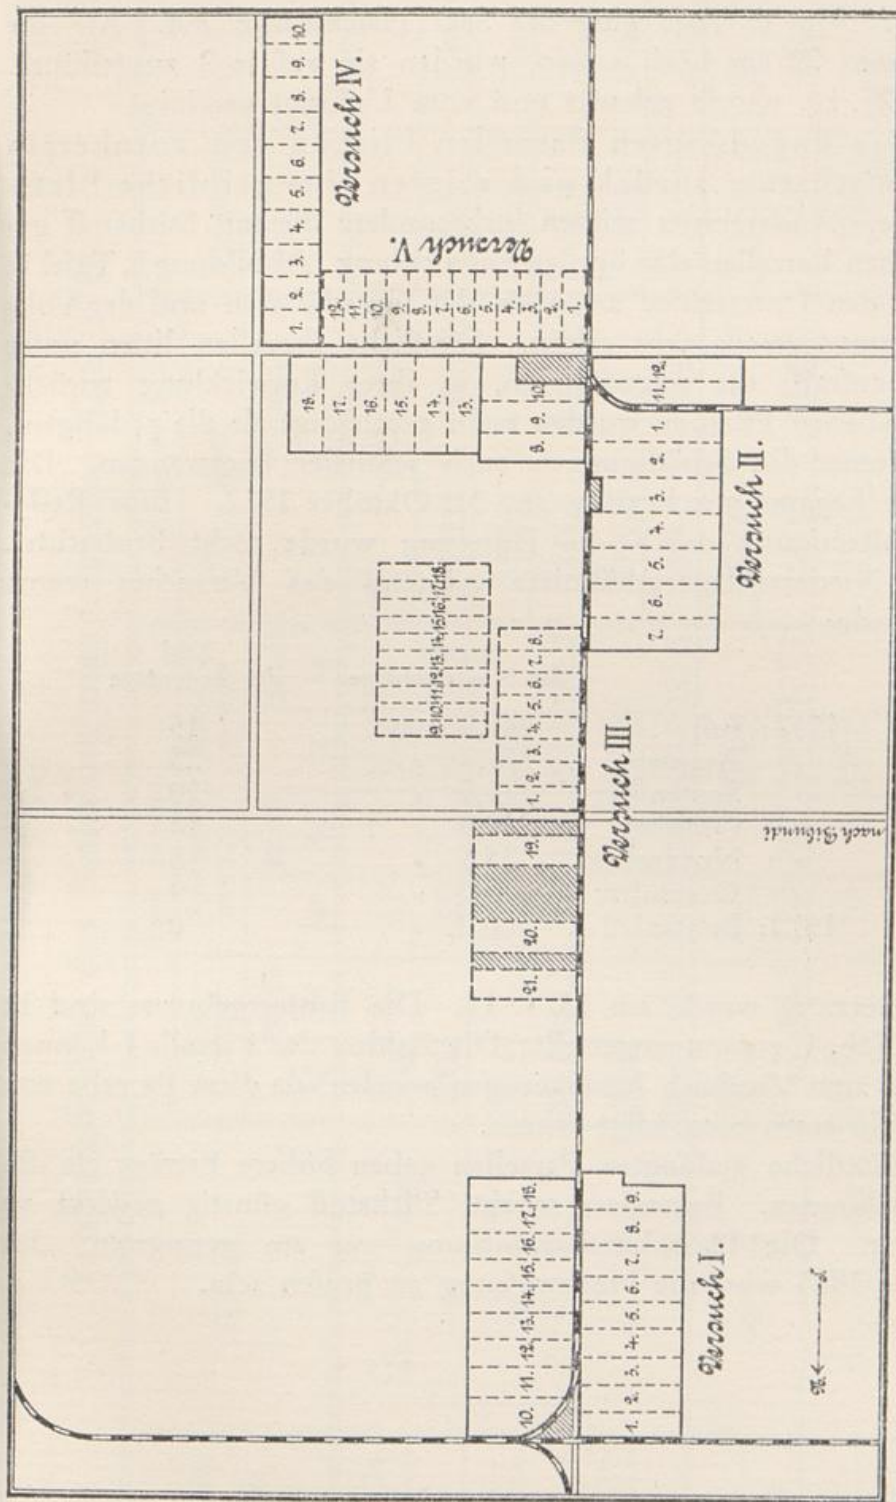 1. 2. 3. 4. 5. 6. 7. 8. 9. 10.
Versuch IV.
12.
11.
10.
9.
8.
7.
6.
5.
4.
3.
2.
1.
Versuch V.
18.
17.
16.
15.
14.
13.
8. 9. 10.
7. 6. 5. 4. 3. 2. 1. 11. 12.
Versuch II.
9. 10. 11. 12. 13. 14. 15. 16. 17. 18.
1. 2. 3. 4. 5. 6. 7. 8.
21. 20. 19.
Versuch III.
nach Bibundi
10. 11. 12. 13. 14. 15. 16. 17. 18.
1. 2. 3. 4. 5. 6. 7. 8. 9.
Versuch I.
N. S.